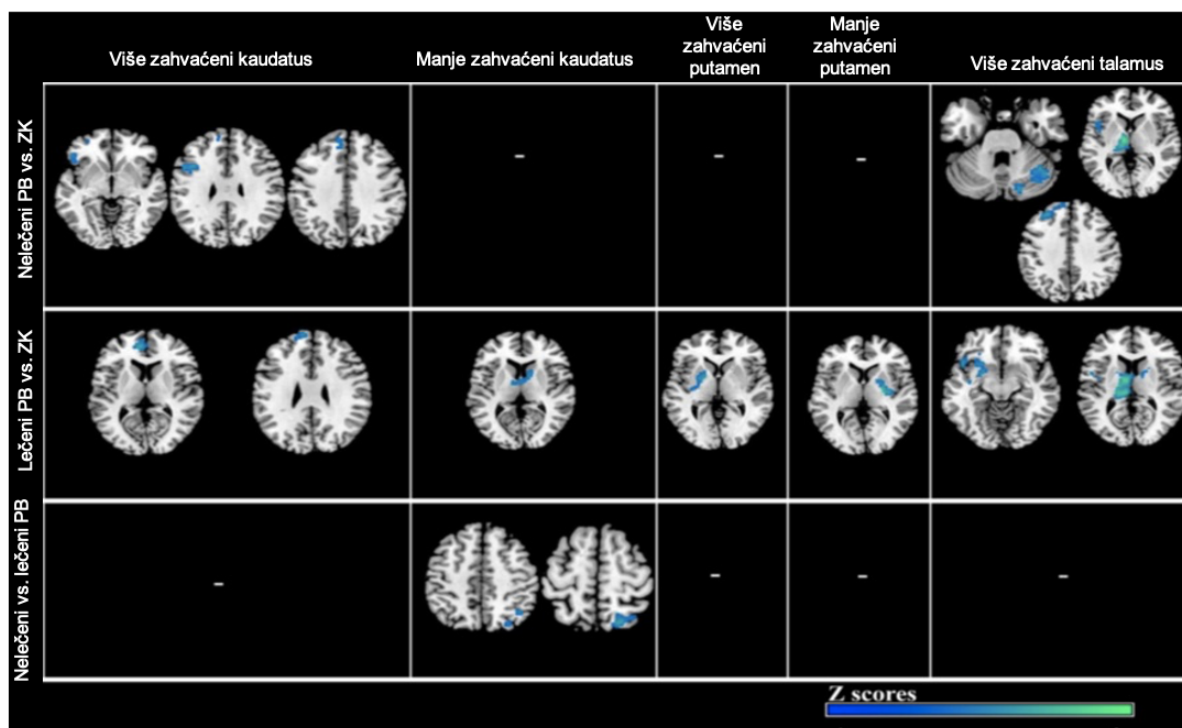 Više zahvaćeni kaudatus
Manje zahvaćeni kaudatus
Više
zahvaćeni
putamen
Manje
zahvaćeni
putamen
Više zahvaćeni talamus
Nelečeni PB vs. ZK
-
-
-
Lečeni PB vs. ZK
Nelečeni vs. lečeni PB
-
-
-
-
Z scores